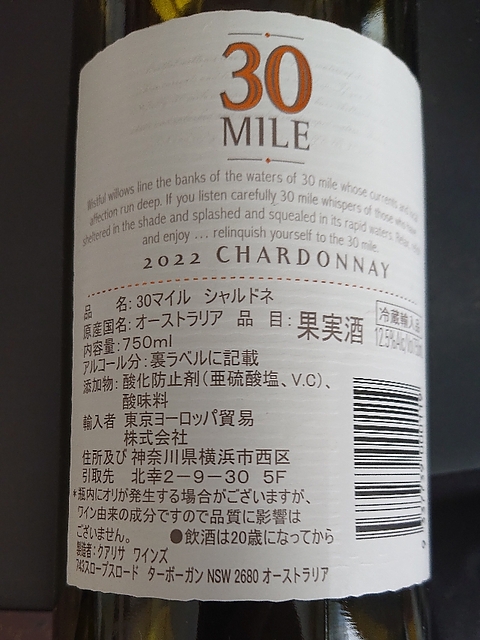 30
MILE
Wistful willows line the banks of the waters of 30 mile whose currents and
affection run deep. If you listen carefully 30 mile whispers of those who
sheltered in the shade and splashed and squealed in its rapid waters. Relax,
and enjoy ... relinquish yourself to the 30 mile.
2022 CHARDONNAY
品 名:30マイル シャルドネ
原産国名:オーストラリア 品 目:果実酒
冷蔵輸入品
内容量:750ml
12.5% Alc
アルコール分:裏ラベルに記載
添加物:酸化防止剤(亜硫酸塩、V.C)、
酸味料
輸入者 東京ヨーロッパ貿易
株式会社
住所及び 神奈川県横浜市西区
引取先 北幸2-9-30 5F
*瓶内にオリが発生する場合がございますが、
ワイン由来の成分ですので品質に影響は
ございません。 ●飲酒は20歳になってから
製造者:クアリサ ワインズ
743スロープスロード ターボーガン NSW 2680 オーストラリア